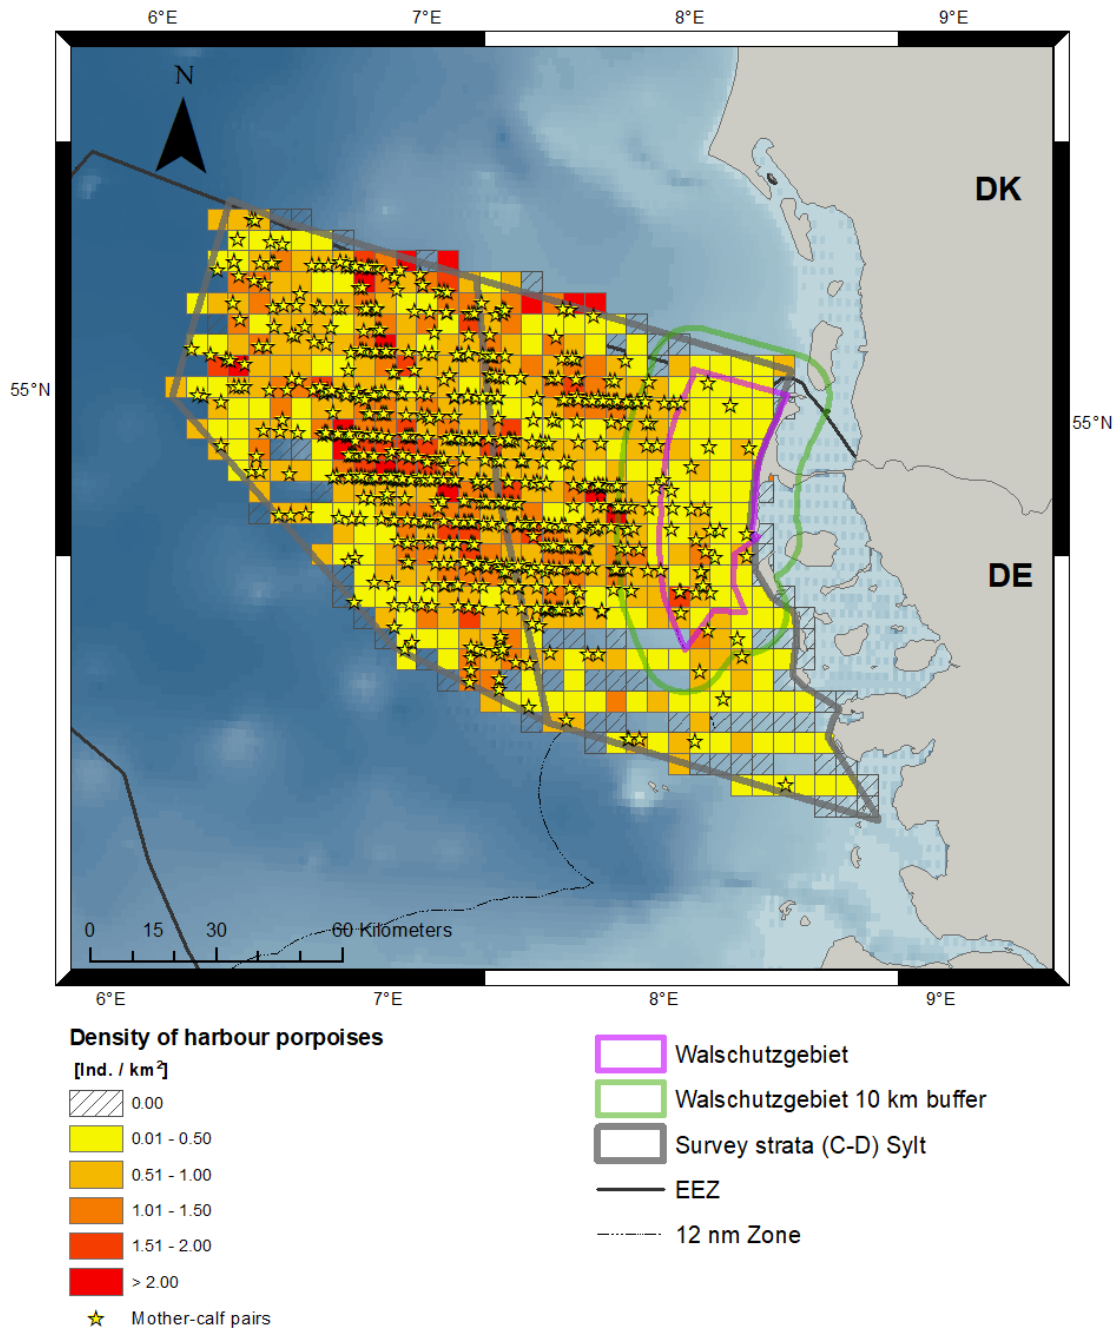 6°E 7°E 8°E 9°E
N
DK
55°N
55°N
DE
0 15 30 60 Kilometers
6°E 7°E 8°E 9°E
Density of harbour porpoises
[Ind. / km²]
0.00
0.01 - 0.50
0.51 - 1.00
1.01 - 1.50
1.51 - 2.00
> 2.00
Mother-calf pairs
Walschutzgebiet
Walschutzgebiet 10 km buffer
Survey strata (C-D) Sylt
EEZ
12 nm Zone